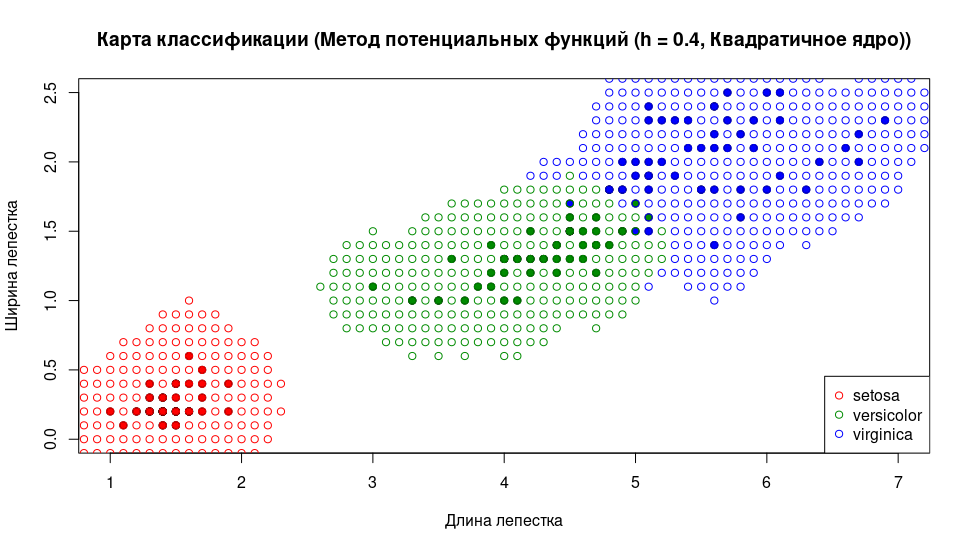 Карта классификации (Метод потенциальных функций (h = 0.4, Квадратичное ядро))
Ширина лепестка
2.5
2.0
1.5
1.0
0.5
0.0
setosa
versicolor
virginica
1 2 3 4 5 6 7
Длина лепестка